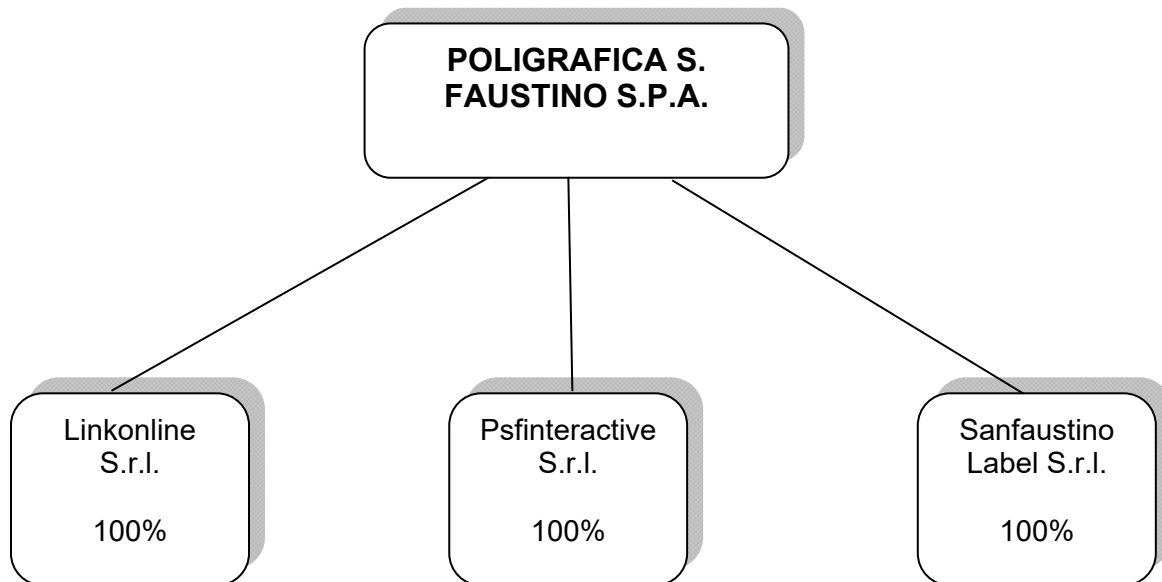 POLIGRAFICA S.
FAUSTINO S.P.A.
Linkonline
S.r.l.
100%
Psfinteractive
S.r.l.
100%
Sanfaustino
Label S.r.l.
100%